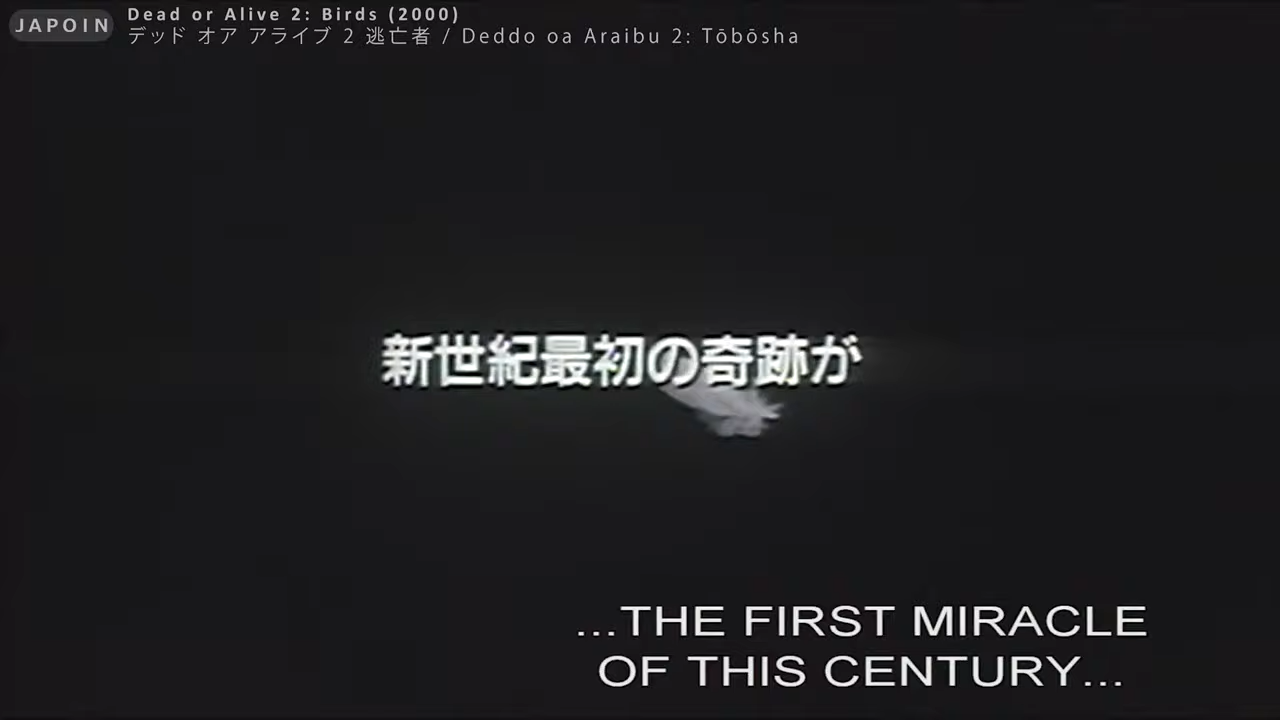 JAPOIN
Dead or Alive 2: Birds (2000)
デッド オア アライブ 2 逃亡者 / Deddo oa Araibu 2: Tōbōsha
新世紀最初の奇跡が
...THE FIRST MIRACLE
OF THIS CENTURY...